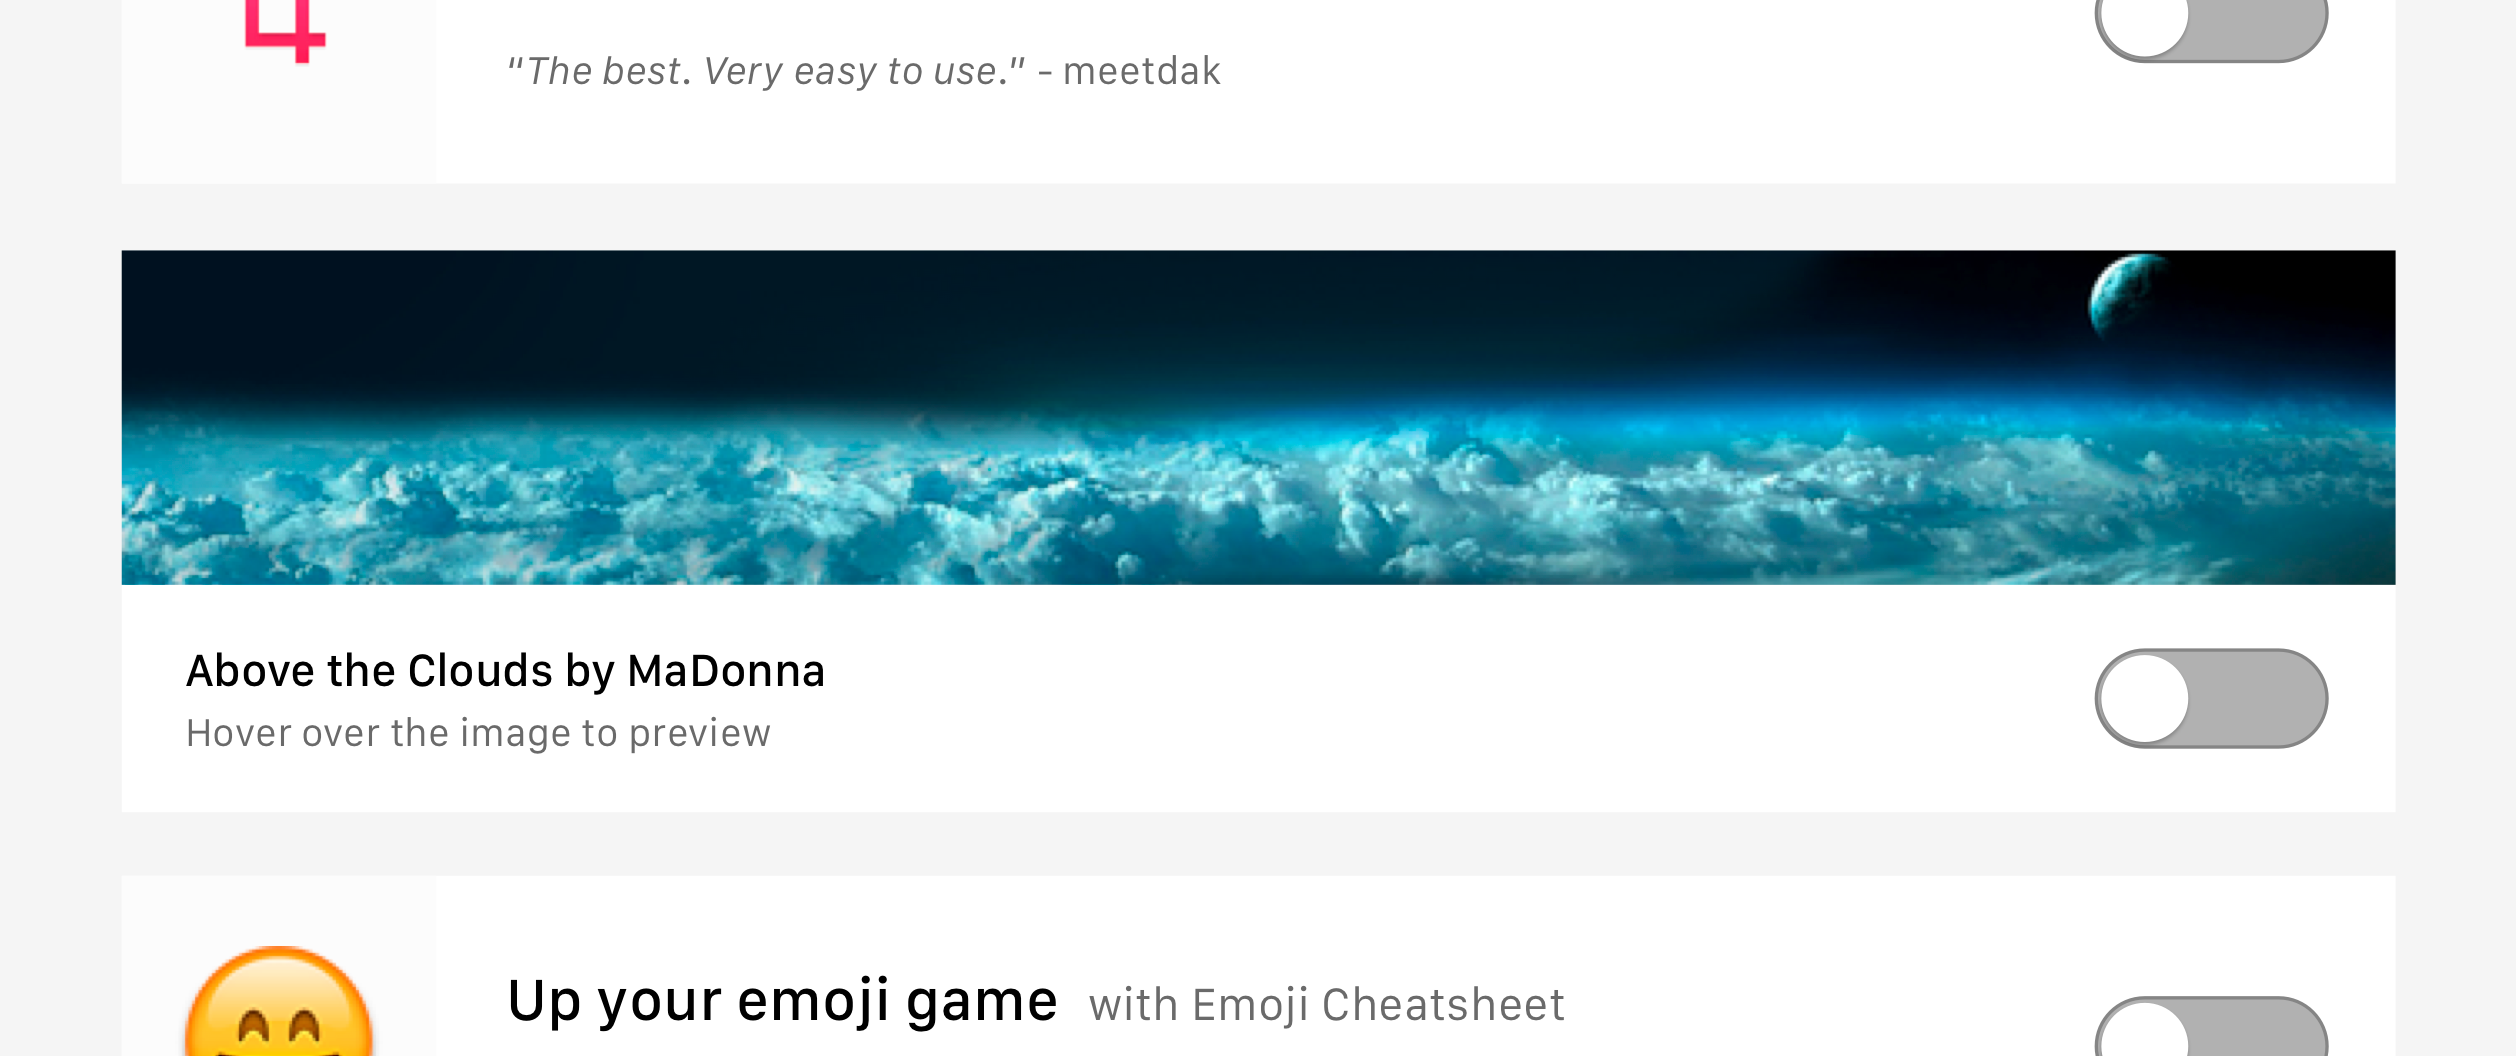 "The best. Very easy to use." - meetdak
Above the Clouds by MaDonna
Hover over the image to preview
Up your emoji game with Emoji Cheatsheet